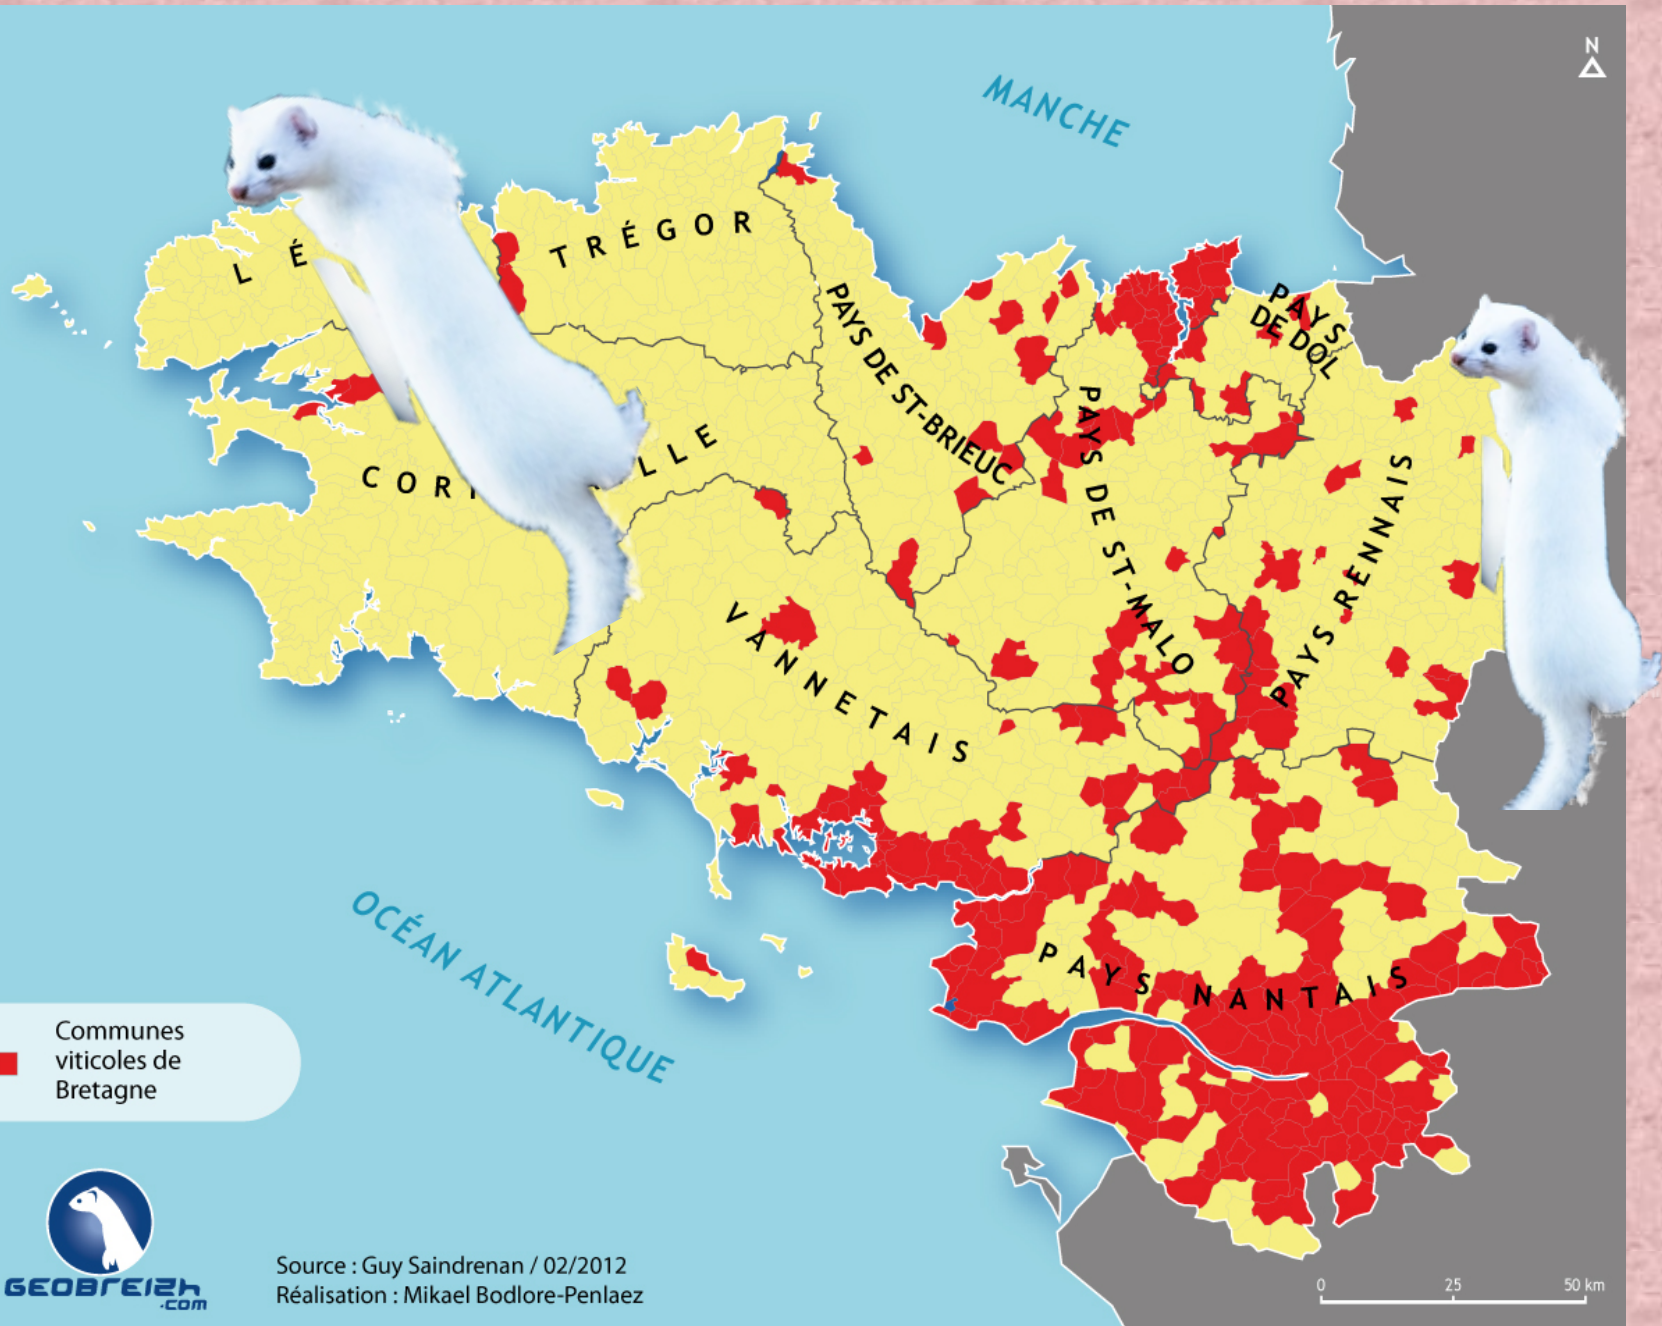 N
MANCHE
L É
TRÉGOR
PAYS
DE DOL
PAYS DE ST-BRIEUC
PAYS DE ST-MALO
PAYS RENNAIS
COR
LLE
VANNETAIS
PAYS NANTAIS
OCÉAN ATLANTIQUE
Communes
viticoles de
Bretagne
GEOBREIZH
.COM
Source : Guy Saindrenan / 02/2012
Réalisation : Mikael Bodlore-Penlaez
0 25 50 km